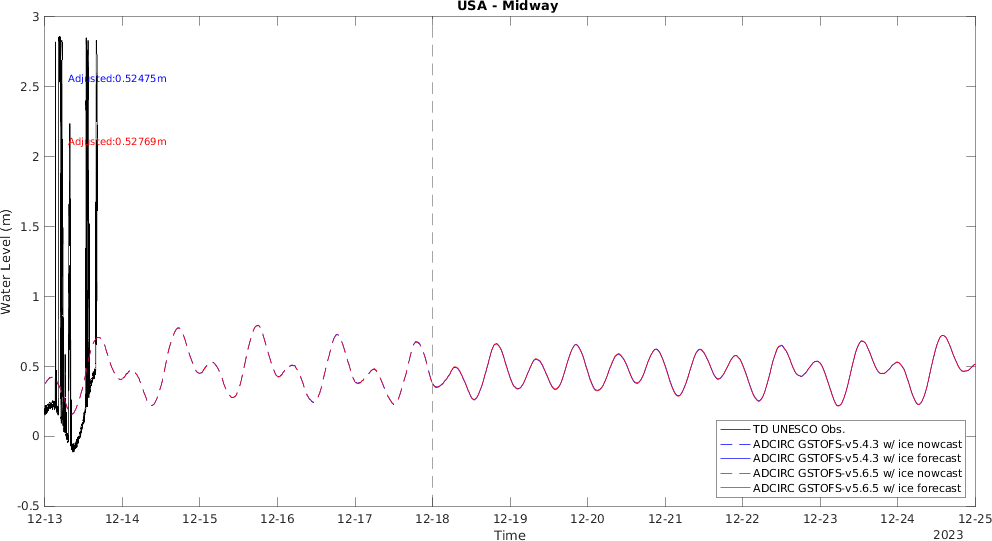 USA - Midway
3
2.5
2
1.5
1
0.5
0
-0.5
Water Level (m)
Adjusted:0.52475m
Adjusted:0.52769m
TD UNESCO Obs.
ADCIRC GSTOFS-v5.4.3 w/ ice nowcast
ADCIRC GSTOFS-v5.4.3 w/ ice forecast
ADCIRC GSTOFS-v5.6.5 w/ ice nowcast
ADCIRC GSTOFS-v5.6.5 w/ ice forecast
12-13 12-14 12-15 12-16 12-17 12-18 12-19 12-20 12-21 12-22 12-23 12-24 12-25
Time
2023